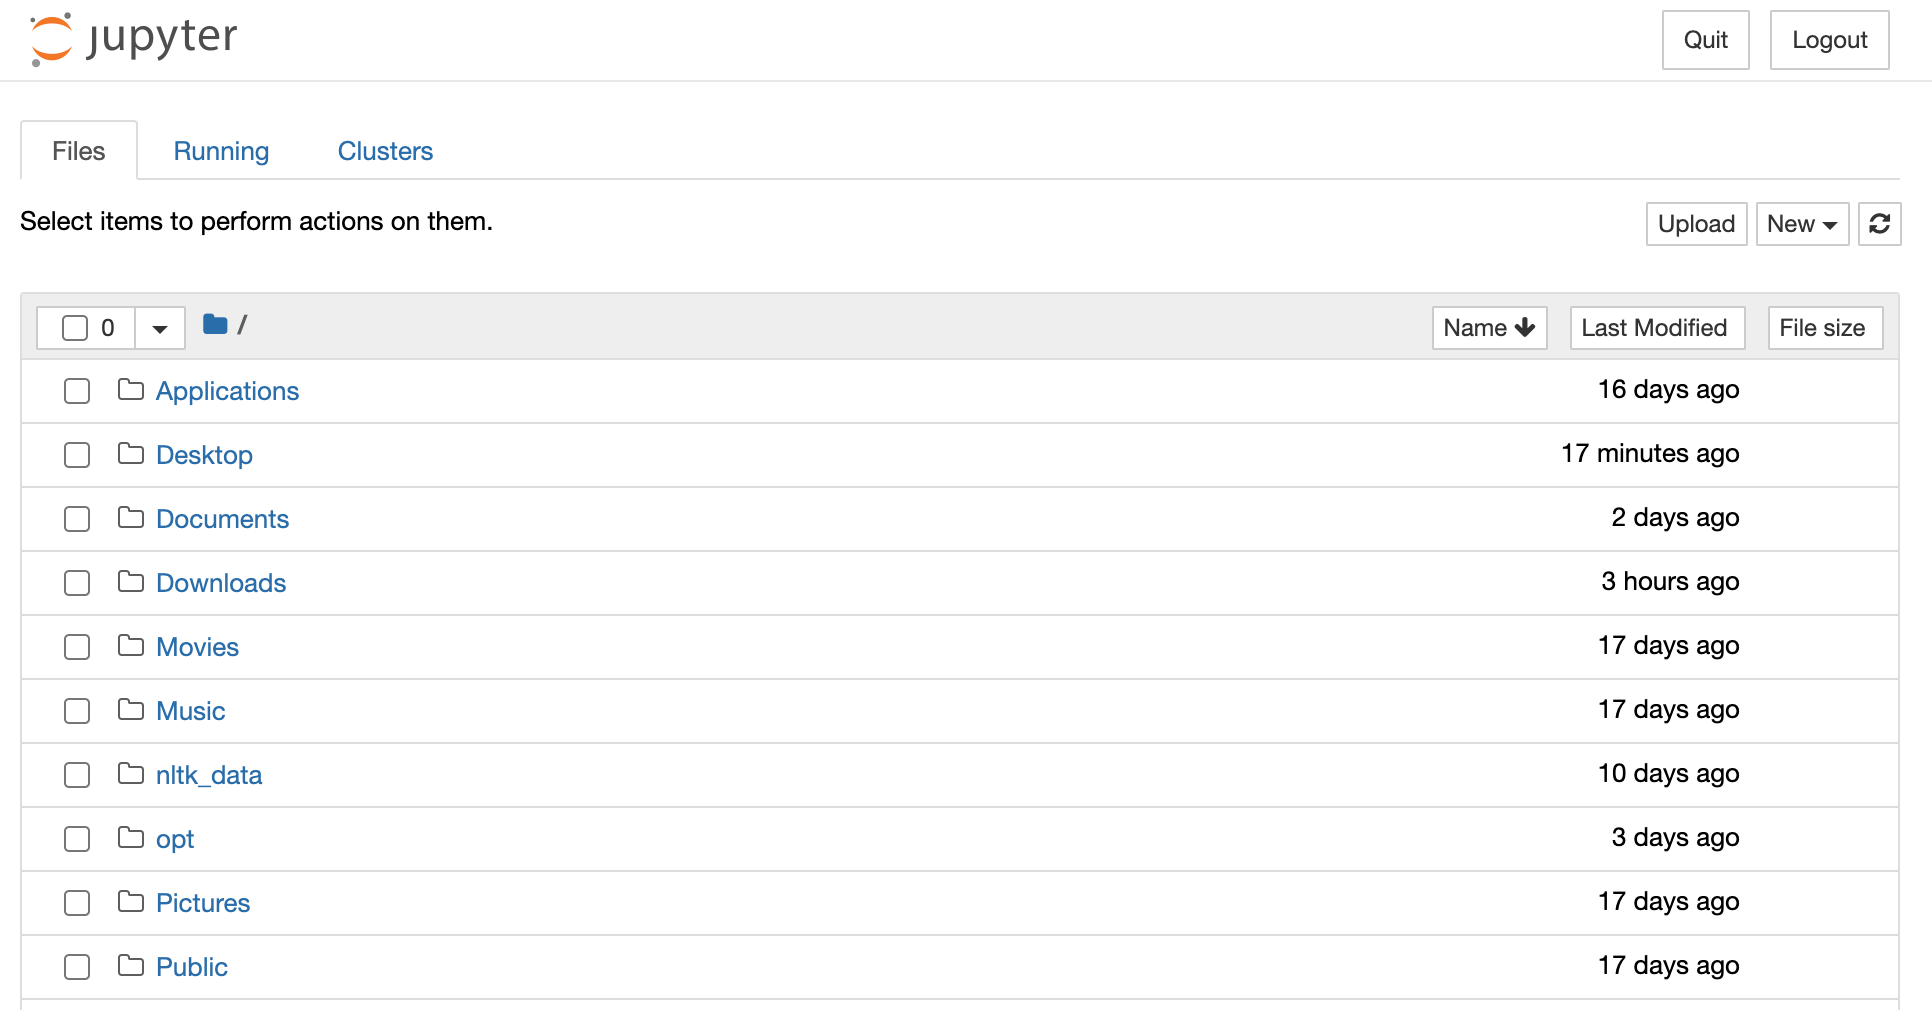 jupyter
Quit Logout
Files Running Clusters
Select items to perform actions on them.
Upload New
0 / Name Last Modified File size
Applications 16 days ago
Desktop 17 minutes ago
Documents 2 days ago
Downloads 3 hours ago
Movies 17 days ago
Music 17 days ago
nltk_data 10 days ago
opt 3 days ago
Pictures 17 days ago
Public 17 days ago